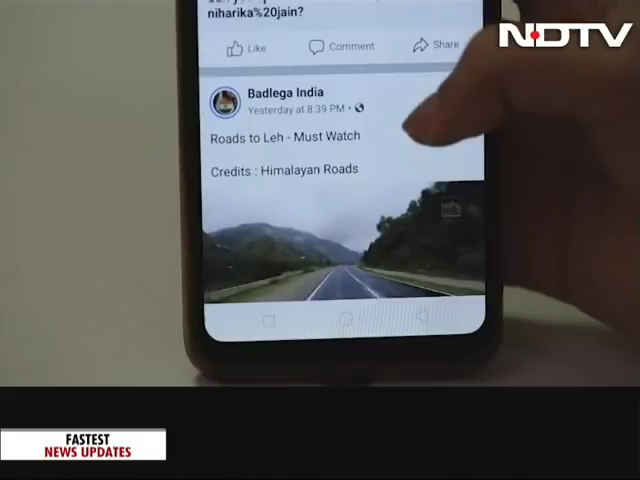 niharika%20jain?
Like
Comment
Share
NDTV
Badlega India
Yesterday at 8:39 PM
Roads to Leh - Must Watch
Credits : Himalayan Roads
FASTEST
NEWS UPDATES